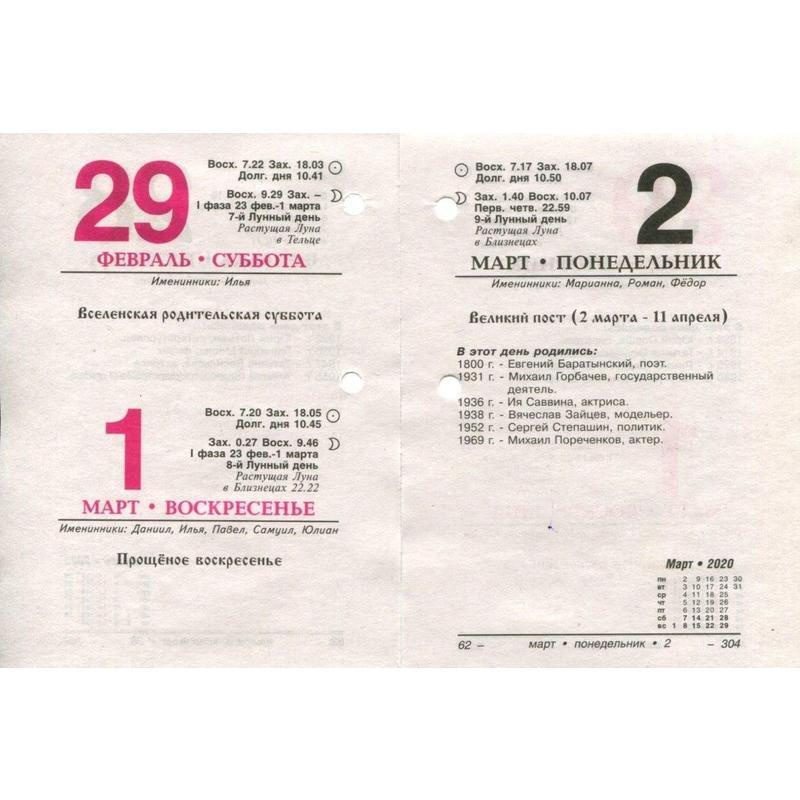 29
Восх. 7.22 Зах. 18.03
Долг. дня 10.41
Восх. 9.29 Зах. –
I фаза 23 фев.-1 марта
7-й Лунный день
Растущая Луна
в Тельце
ФЕВРАЛЬ • СУББОТА
Именинники: Илья
Вселенская родительская суббота
1
Восх. 7.20 Зах. 18.05
Долг. дня 10.45
Зах. 0.27 Восх. 9.46
I фаза 23 фев.-1 марта
8-й Лунный день
Растущая Луна
в Близнецах 22.22
МАРТ • ВОСКРЕСЕНЬЕ
Именинники: Даниил, Илья, Павел, Самуил, Юлиан
Прощёное воскресенье
Восх. 7.17 Зах. 18.07
Долг. дня 10.50
Зах. 1.40 Восх. 10.07
Перв. четв. 22.59
9-й Лунный день
Растущая Луна
в Близнецах
2
МАРТ • ПОНЕДЕЛЬНИК
Именинники: Марианна, Роман, Фёдор
Великий пост (2 марта - 11 апреля)
В этот день родились:
1800 г. - Евгений Баратынский, поэт.
1931 г. - Михаил Горбачев, государственный
деятель.
1936 г. - Ия Саввина, актриса.
1938 г. - Вячеслав Зайцев, модельер.
1952 г. - Сергей Степашин, политик.
1969 г. - Михаил Пореченков, актер.
Март • 2020
пн 2 9 16 23 30
вт 3 10 17 24 31
ср 4 11 18 25
чт 5 12 19 26
пт 6 13 20 27
сб 7 14 21 28
вс 1 8 15 22 29
62 – март • понедельник • 2 – 304